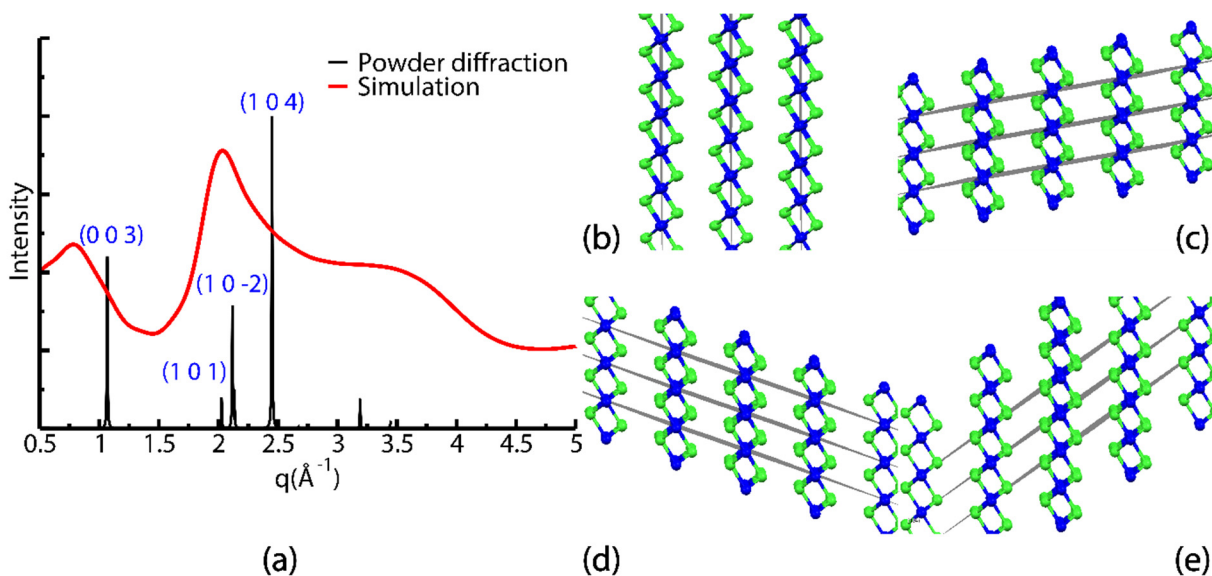 Powder diffraction
Simulation
(1 0 4)
(0 0 3)
(1 0 -2)
(1 0 1)
Intensity
0.5 1 1.5 2 2.5 3 3.5 4 4.5 5
q(Å⁻¹)
(a)
(b)
(c)
(d)
(e)